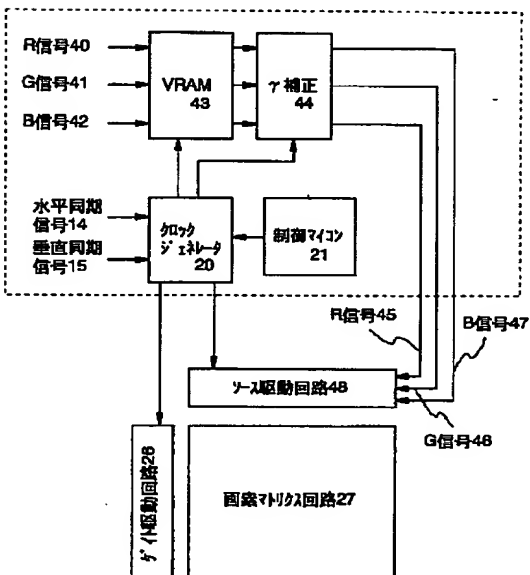 R信号40
G信号41
B信号42
VRAM
43
γ補正
44
水平同期
信号14
垂直同期
信号15
クロック
ジェネレータ
20
制御マイコン
21
R信号45
B信号47
ソース駆動回路48
G信号46
ゲイト駆動回路26
画素マトリクス回路27